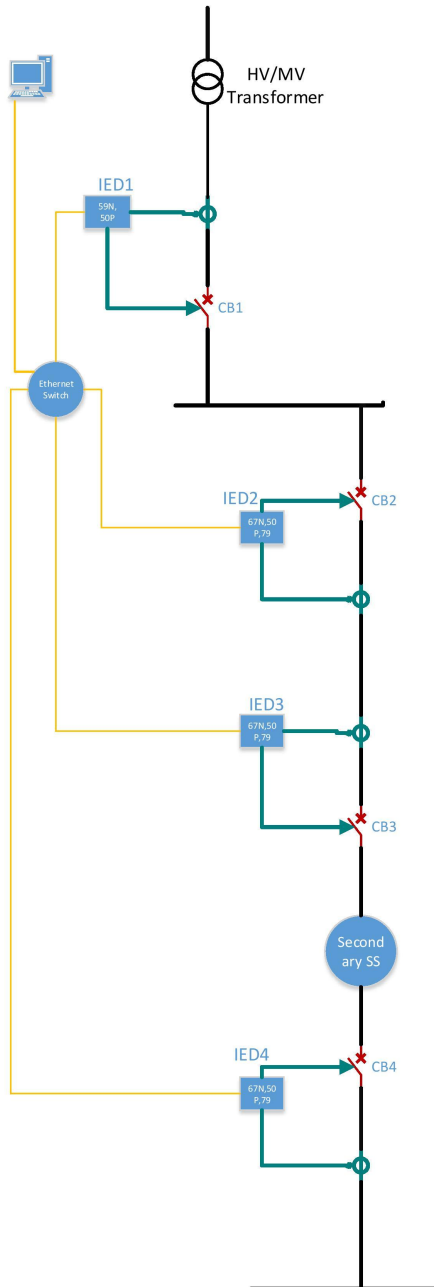 HV/MV
Transformer
IED1
59N,
50P
CB1
Ethernet
Switch
IED2
67N,50
P,79
CB2
IED3
67N,50
P,79
CB3
Second
ary SS
IED4
67N,50
P,79
CB4